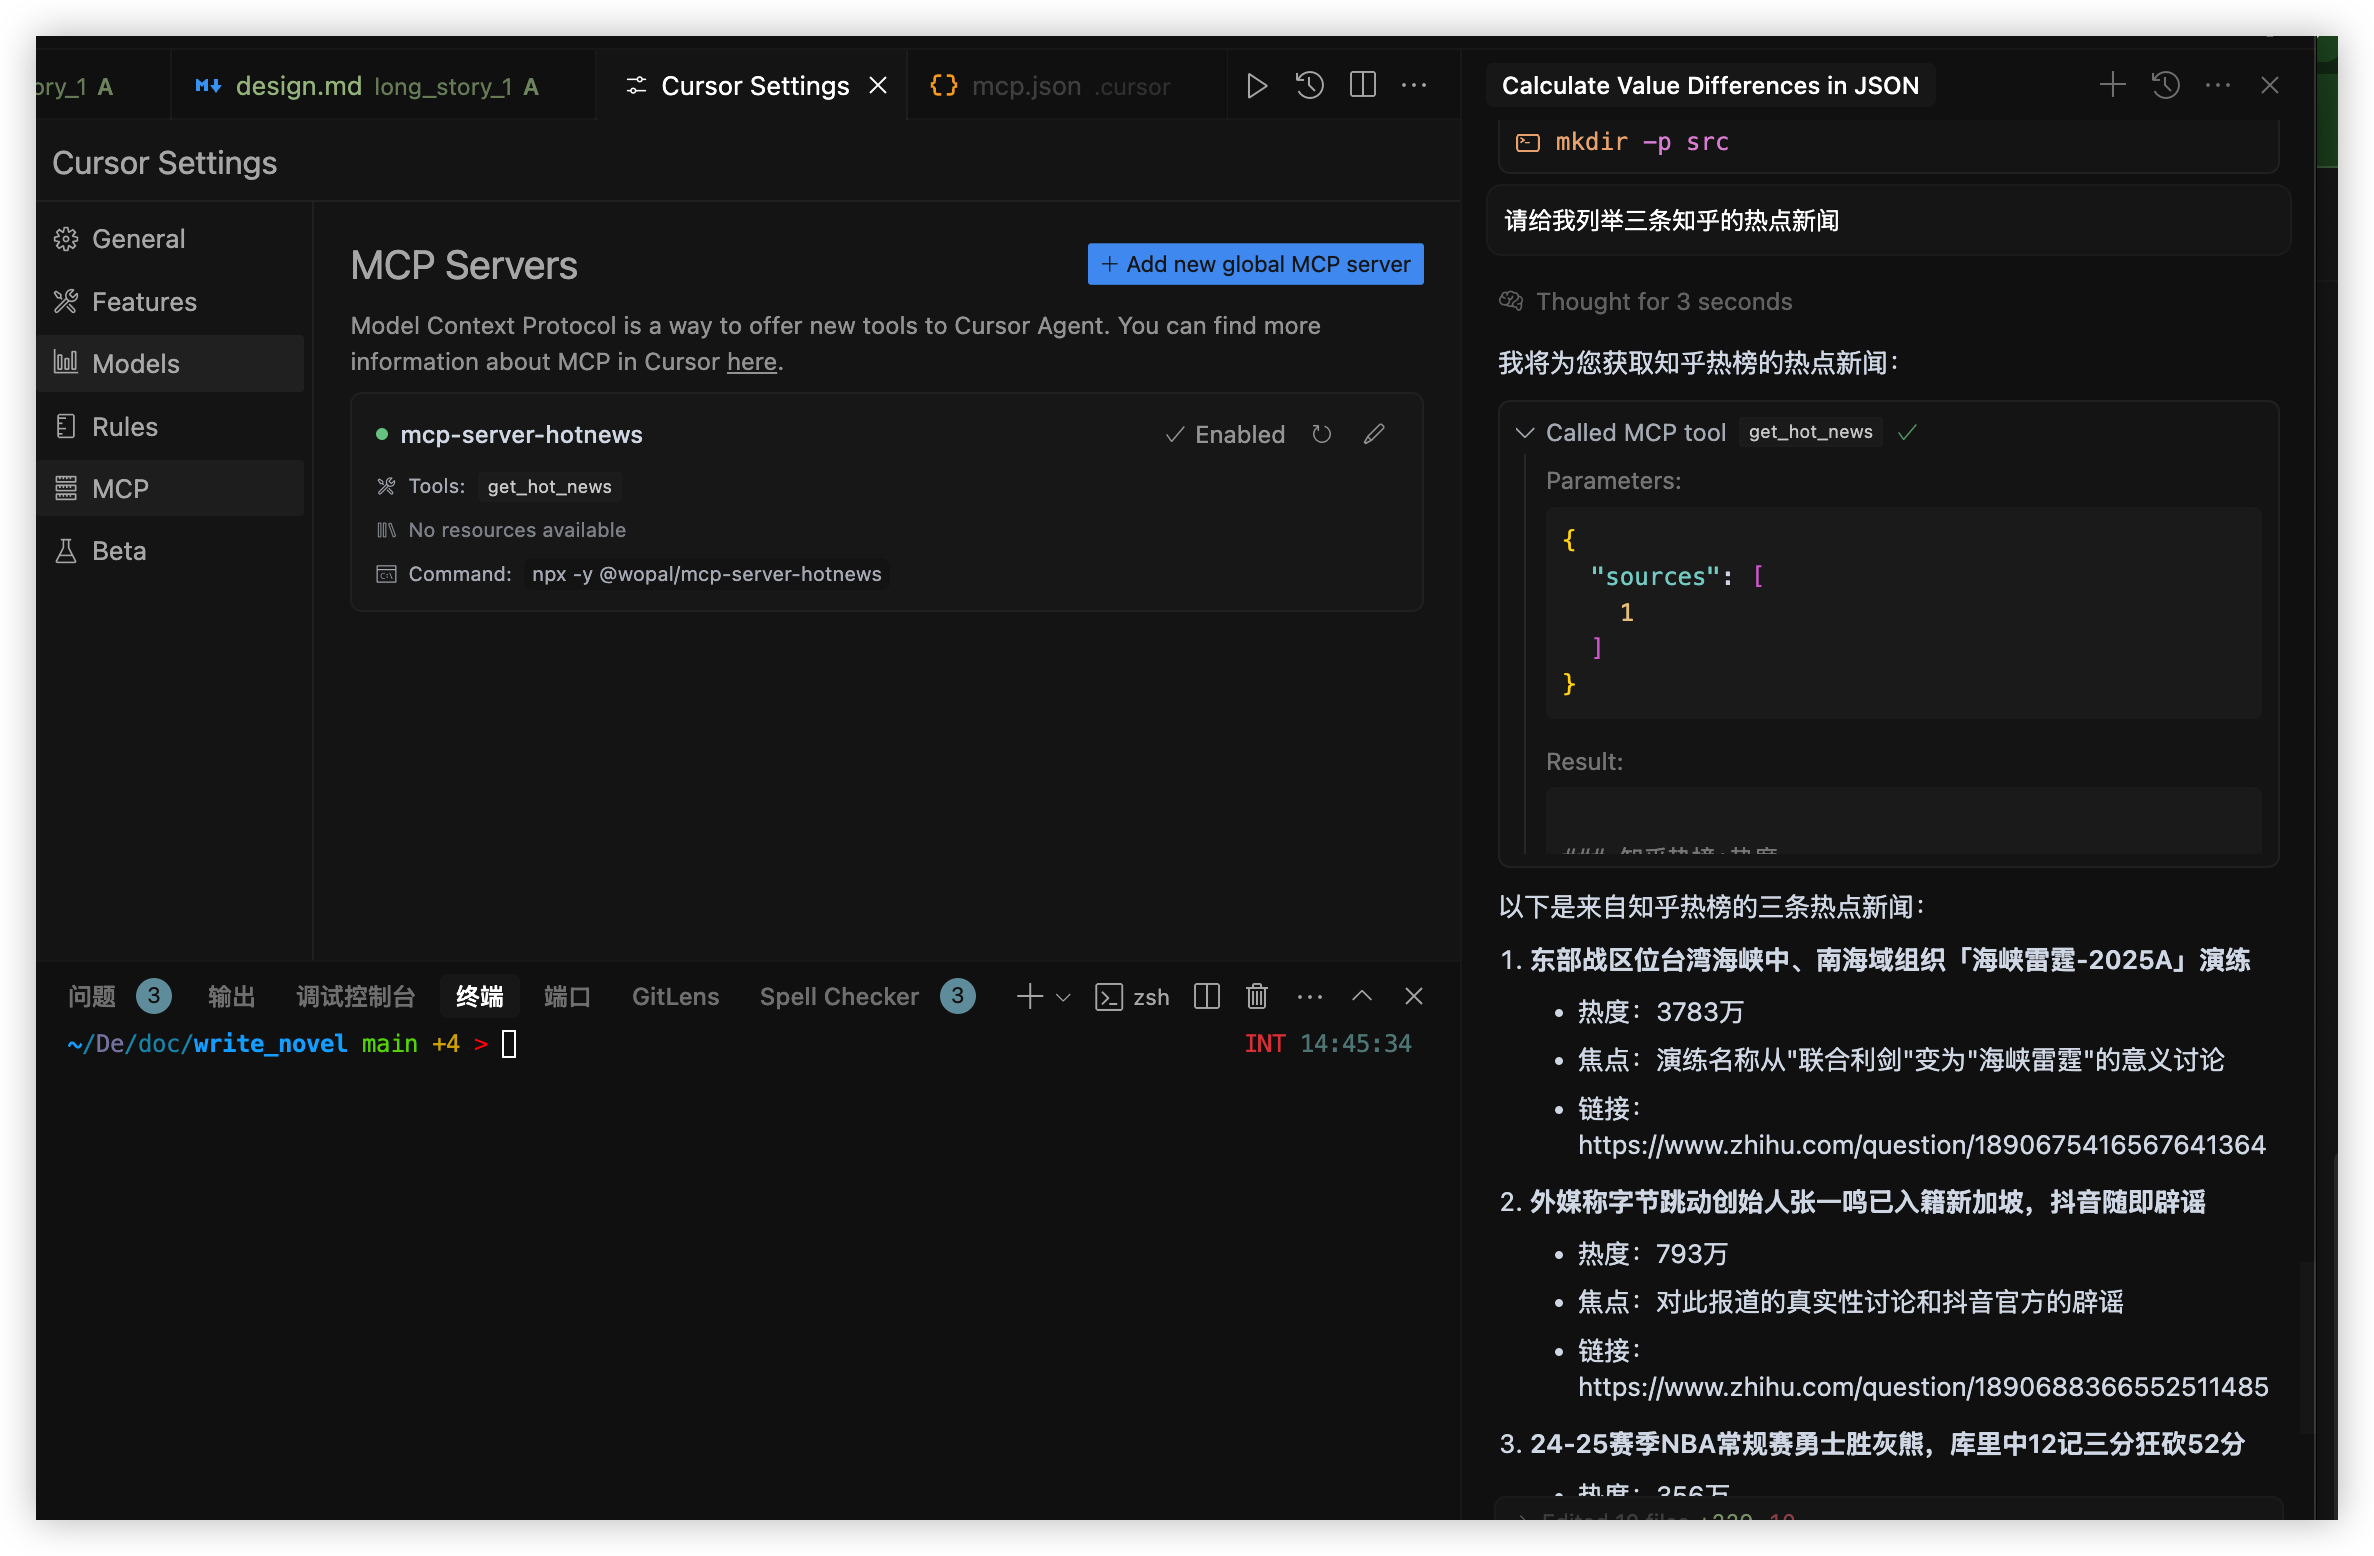 ory_1 A
design.md long_story_1 A
Cursor Settings
mcp.json .cursor
Cursor Settings
General
Features
Models
Rules
MCP
Beta
MCP Servers
+ Add new global MCP server
Model Context Protocol is a way to offer new tools to Cursor Agent. You can find more
information about MCP in Cursor here.
mcp-server-hotnews
Enabled
Tools: get_hot_news
No resources available
Command: npx -y @wopal/mcp-server-hotnews
问题 3 输出 调试控制台 终端 端口 GitLens Spell Checker 3 zsh
~/De/doc/write_novel main +4 > INT 14:45:34
Calculate Value Differences in JSON
mkdir -p src
请给我列举三条知乎的热点新闻
Thought for 3 seconds
我将为您获取知乎热榜的热点新闻：
Called MCP tool get_hot_news
Parameters:
{
"sources": [
1
]
}
Result:
### 知乎热榜:热度
以下是来自知乎热榜的三条热点新闻：
1. 东部战区位台湾海峡中、南海域组织「海峡雷霆-2025A」演练
• 热度：3783万
• 焦点：演练名称从"联合利剑"变为"海峡雷霆"的意义讨论
• 链接：
https://www.zhihu.com/question/1890675416567641364
2. 外媒称字节跳动创始人张一鸣已入籍新加坡，抖音随即辟谣
• 热度：793万
• 焦点：对此报道的真实性讨论和抖音官方的辟谣
• 链接：
https://www.zhihu.com/question/1890688366552511485
3. 24-25赛季NBA常规赛勇士胜灰熊，库里中12记三分狂砍52分
• 热度：356万
Edited 10 files